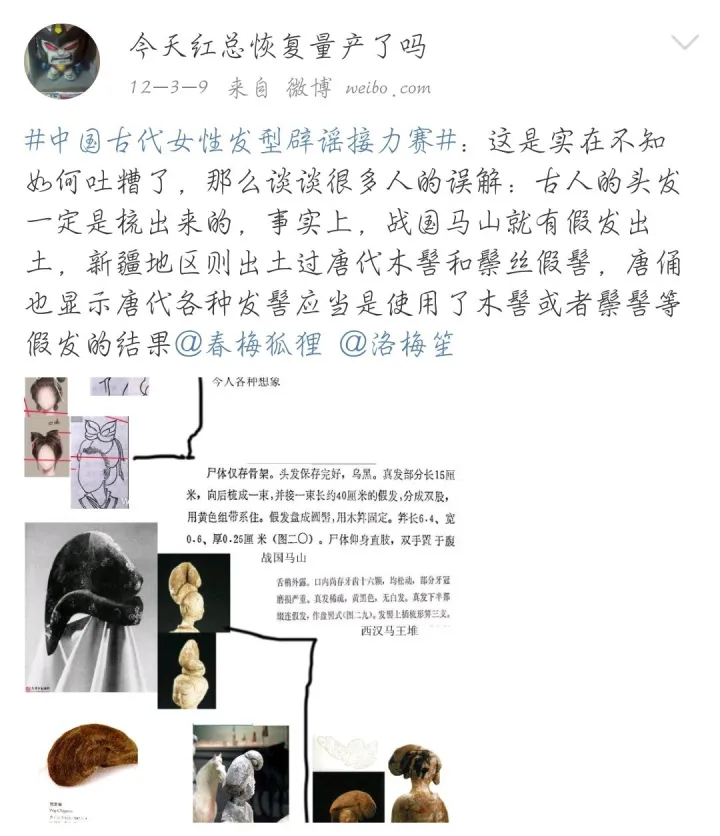 今天红总恢复量产了吗
12-3-9 来自 微博 weibo.com
#中国古代女性发型辟谣接力赛#：这是实在不知
如何吐糟了，那么谈谈很多人的误解：古人的头发
一定是梳出来的，事实上，战国马山就有假发出
土，新疆地区则出土过唐代木髻和鬃丝假髻，唐俑
也显示唐代各种发髻应当是使用了木髻或者鬃髻等
假发的结果@春梅狐狸 @洛梅笙
今人各种想象
尸体仅存骨架。头发保存完好，乌黑。真发部分长15厘
米，向后梳成一束，并接一束长约40厘米的假发，分成双股，
用黄色组带系住。假发盘成圆髻，用木笄固定。笄长6.4、宽
0.6、厚0.25厘米（图二〇）。尸体仰身直肢，双手置于腹
战国马山
舌稍外露。口内尚存牙齿十六颗，均松动，部分牙冠
磨损严重。真发稀疏，黄黑色，无白发。真发下半部
缀连假发，作盘髻式（图二九）。发髻上插梳形笄三支。
西汉马王堆